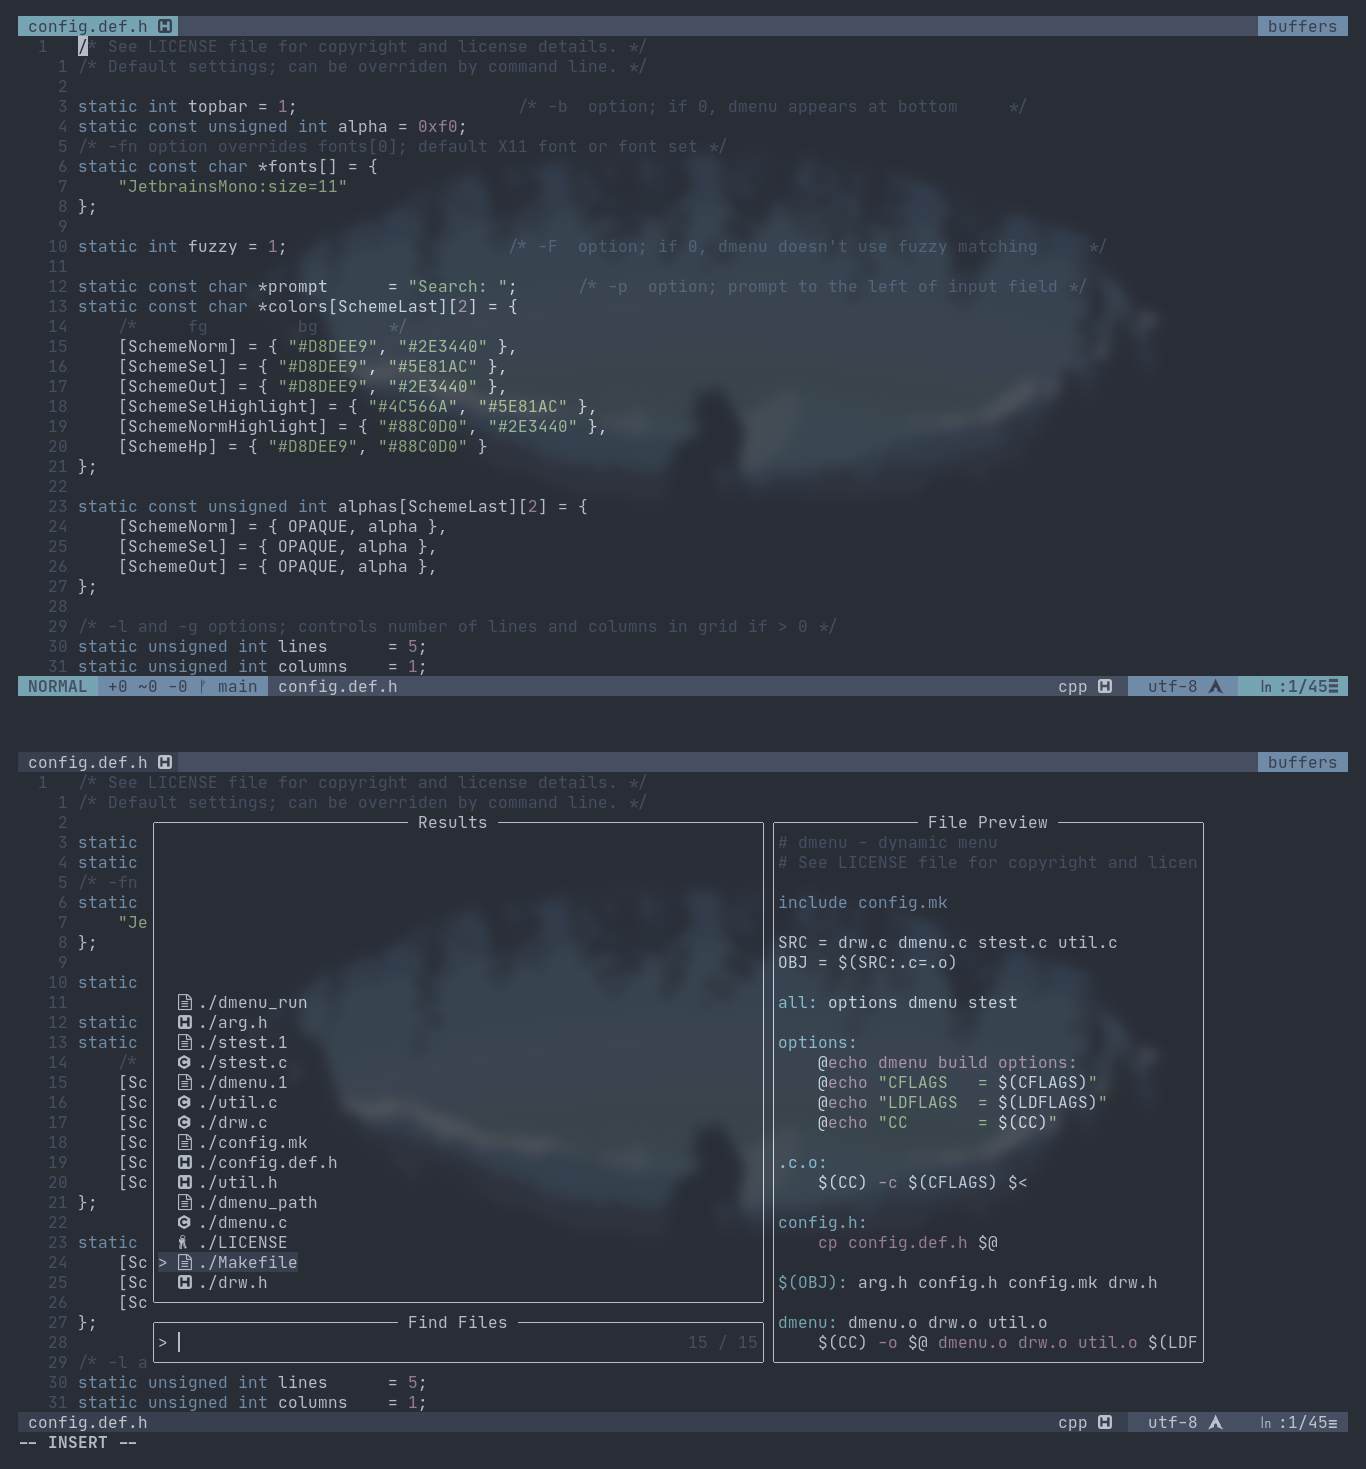 config.def.h buffers
1 /* See LICENSE file for copyright and license details. */
1 /* Default settings; can be overriden by command line. */
2
3 static int topbar = 1; /* -b option; if 0, dmenu appears at bottom */
4 static const unsigned int alpha = 0xf0;
5 /* -fn option overrides fonts[0]; default X11 font or font set */
6 static const char *fonts[] = {
7 "JetbrainsMono:size=11"
8 };
9
10 static int fuzzy = 1; /* -F option; if 0, dmenu doesn't use fuzzy matching */
11
12 static const char *prompt = "Search: "; /* -p option; prompt to the left of input field */
13 static const char *colors[SchemeLast][2] = {
14 /* fg bg */
15 [SchemeNorm] = { "#D8DEE9", "#2E3440" },
16 [SchemeSel] = { "#D8DEE9", "#5E81AC" },
17 [SchemeOut] = { "#D8DEE9", "#2E3440" },
18 [SchemeSelHighlight] = { "#4C566A", "#5E81AC" },
19 [SchemeNormHighlight] = { "#88C0D0", "#2E3440" },
20 [SchemeHp] = { "#D8DEE9", "#88C0D0" }
21 };
22
23 static const unsigned int alphas[SchemeLast][2] = {
24 [SchemeNorm] = { OPAQUE, alpha },
25 [SchemeSel] = { OPAQUE, alpha },
26 [SchemeOut] = { OPAQUE, alpha },
27 };
28
29 /* -l and -g options; controls number of lines and columns in grid if > 0 */
30 static unsigned int lines = 5;
31 static unsigned int columns = 1;
NORMAL +0 ~0 -0 main config.def.h cpp utf-8 ln :1/45
config.def.h buffers
1 /* See LICENSE file for copyright and license details. */
1 /* Default settings; can be overriden by command line. */
2
3 static
4 static
5 /* -fn
6 static
7 "Je
8 };
9
10 static
11
12 static
13 static
14 /*
15 [Sc
16 [Sc
17 [Sc
18 [Sc
19 [Sc
20 [Sc
21 };
22
23 static
24 [Sc
25 [Sc
26 [Sc
27 };
28
29 /* -l a
30 static unsigned int lines = 5;
31 static unsigned int columns = 1;
Results
./dmenu_run
./arg.h
./stest.1
./stest.c
./dmenu.1
./util.c
./drw.c
./config.mk
./config.def.h
./util.h
./dmenu_path
./dmenu.c
./LICENSE
> ./Makefile
./drw.h
Find Files
> 15 / 15
File Preview
# dmenu - dynamic menu
# See LICENSE file for copyright and licen
include config.mk
SRC = drw.c dmenu.c stest.c util.c
OBJ = $(SRC:.c=.o)
all: options dmenu stest
options:
@echo dmenu build options:
@echo "CFLAGS = $(CFLAGS)"
@echo "LDFLAGS = $(LDFLAGS)"
@echo "CC = $(CC)"
.c.o:
$(CC) -c $(CFLAGS) $<
config.h:
cp config.def.h $@
$(OBJ): arg.h config.h config.mk drw.h
dmenu: dmenu.o drw.o util.o
$(CC) -o $@ dmenu.o drw.o util.o $(LDF
config.def.h cpp utf-8 ln :1/45
-- INSERT --